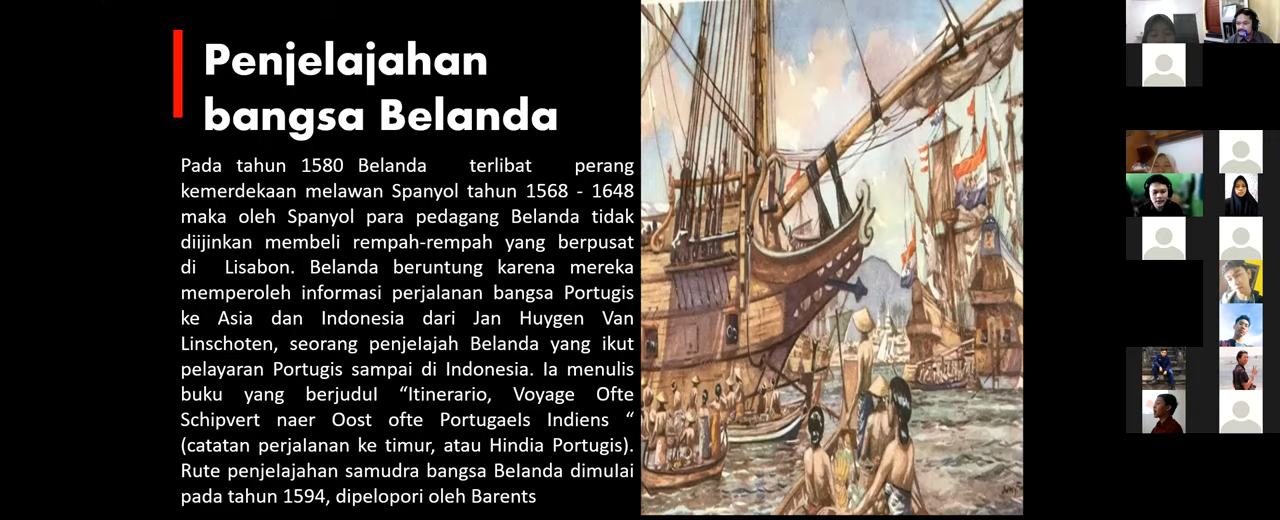 Penjelajahan
bangsa Belanda
Pada tahun 1580 Belanda terlibat perang
kemerdekaan melawan Spanyol tahun 1568 - 1648
maka oleh Spanyol para pedagang Belanda tidak
diijinkan membeli rempah-rempah yang berpusat
di Lisabon. Belanda beruntung karena mereka
memperoleh informasi perjalanan bangsa Portugis
ke Asia dan Indonesia dari Jan Huygen Van
Linschoten, seorang penjelajah Belanda yang ikut
pelayaran Portugis sampai di Indonesia. Ia menulis
buku yang berjudul “Itinerario, Voyage Ofte
Schipvert naer Oost ofte Portugaels Indiens “
(catatan perjalanan ke timur, atau Hindia Portugis).
Rute penjelajahan samudra bangsa Belanda dimulai
pada tahun 1594, dipelopori oleh Barents